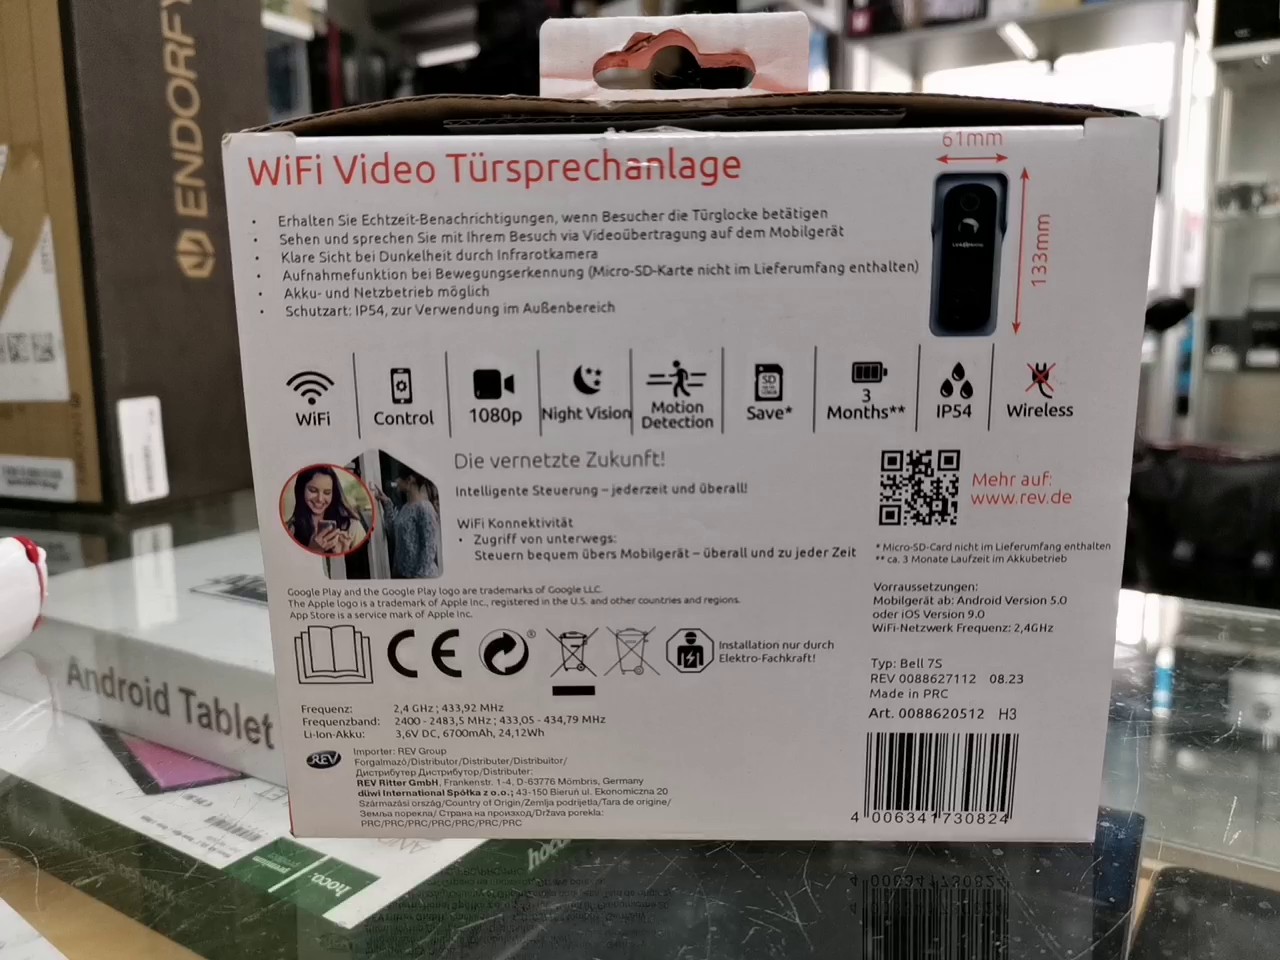 ENDORFY
WiFi Video Türsprechanlage
• Erhalten Sie Echtzeit-Benachrichtigungen, wenn Besucher die Türglocke betätigen
• Sehen und sprechen Sie mit Ihrem Besuch via Videoübertragung auf dem Mobilgerät
• Klare Sicht bei Dunkelheit durch Infrarotkamera
• Aufnahmefunktion bei Bewegungserkennung (Micro-SD-Karte nicht im Lieferumfang enthalten)
• Akku- und Netzbetrieb möglich
• Schutzart: IP54, zur Verwendung im Außenbereich
61mm
133mm
WiFi
Control
1080p
Night Vision
Motion
Detection
SD
Save*
3
Months**
IP54
Wireless
Die vernetzte Zukunft!
Intelligente Steuerung – jederzeit und überall!
WiFi Konnektivität
• Zugriff von unterwegs:
Steuern bequem übers Mobilgerät – überall und zu jeder Zeit
Mehr auf:
www.rev.de
* Micro-SD-Card nicht im Lieferumfang enthalten
** ca. 3 Monate Laufzeit im Akkubetrieb
Google Play and the Google Play logo are trademarks of Google LLC.
The Apple logo is a trademark of Apple Inc., registered in the U.S. and other countries and regions.
App Store is a service mark of Apple Inc.
CE
®
Installation nur durch
Elektro-Fachkraft!
Vorraussetzungen:
Mobilgerät ab: Android Version 5.0
oder iOS Version 9.0
WiFi-Netzwerk Frequenz: 2,4GHz
Typ: Bell 7S
REV 0088627112 08.23
Made in PRC
Art. 0088620512 H3
4 006341 730824
Frequenz: 2,4 GHz ; 433,92 MHz
Frequenzband: 2400 - 2483,5 MHz ; 433,05 - 434,79 MHz
Li-Ion-Akku: 3,6V DC, 6700mAh, 24,12Wh
REV
Importer: REV Group
Forgalmazó/Distributor/Distributer/Distribuitor/
Дистрибутер Дистрибутор/Distributer:
REV Ritter GmbH, Frankenstr. 1-4, D-63776 Mömbris, Germany
düwi International Spółka z o.o.; 43-150 Bieruń ul. Ekonomiczna 20
Származási ország/Country of Origin/Zemlja podrijetla/Tara de origine/
Земља порекла/ Страна на произход/Država porekla:
PRC/PRC/PRC/PRC/PRC/PRC/PRC
Android Tablet
hoco.
hoco